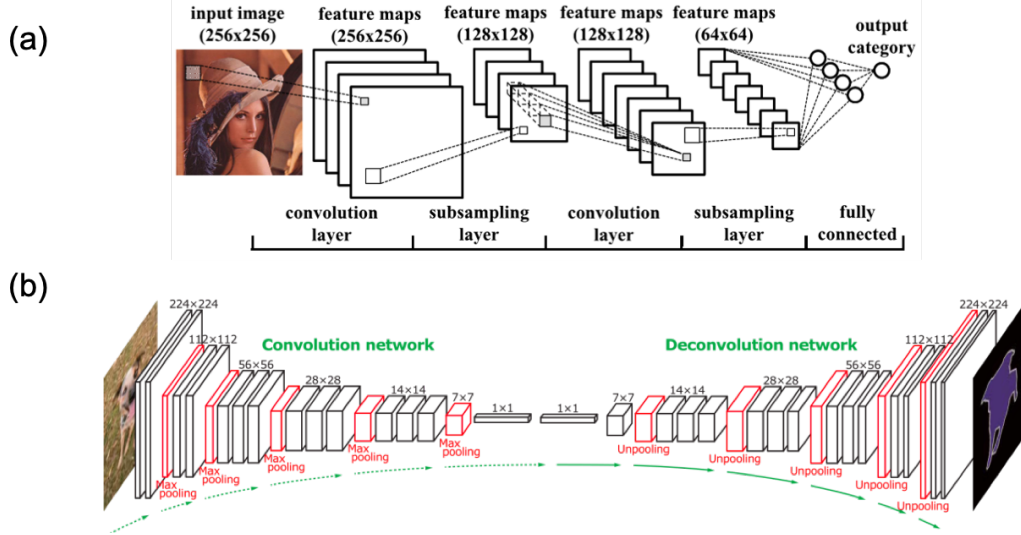 (a)
input image
(256x256)
feature maps
(256x256)
feature maps
(128x128)
feature maps
(128x128)
feature maps
(64x64)
output
category
convolution
layer
subsampling
layer
convolution
layer
subsampling
layer
fully
connected
(b)
224×224
112×112
56×56
28×28
14×14
7×7
1×1
1×1
7×7
14×14
28×28
56×56
112×112
224×224
Convolution network
Deconvolution network
Max
pooling
Max
pooling
Max
pooling
Max
pooling
Max
pooling
Unpooling
Unpooling
Unpooling
Unpooling
Unpooling